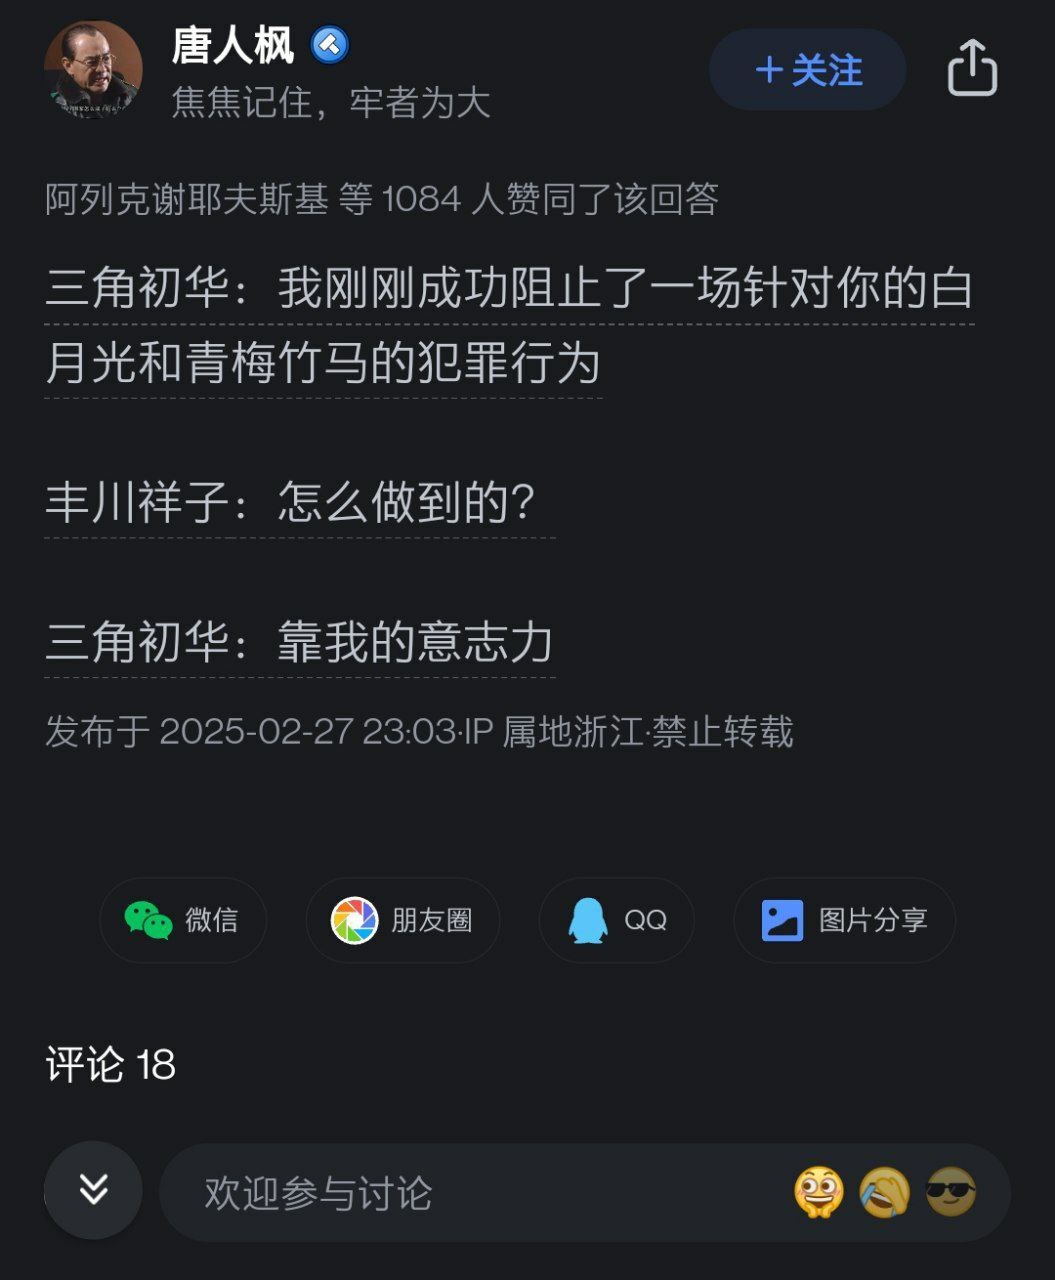 唐人枫
焦焦记住，牢者为大
+ 关注
阿列克谢耶夫斯基 等 1084 人赞同了该回答
三角初华：我刚刚成功阻止了一场针对你的白
月光和青梅竹马的犯罪行为
丰川祥子：怎么做到的？
三角初华：靠我的意志力
发布于 2025-02-27 23:03·IP 属地浙江·禁止转载
微信
朋友圈
QQ
图片分享
评论 18
欢迎参与讨论